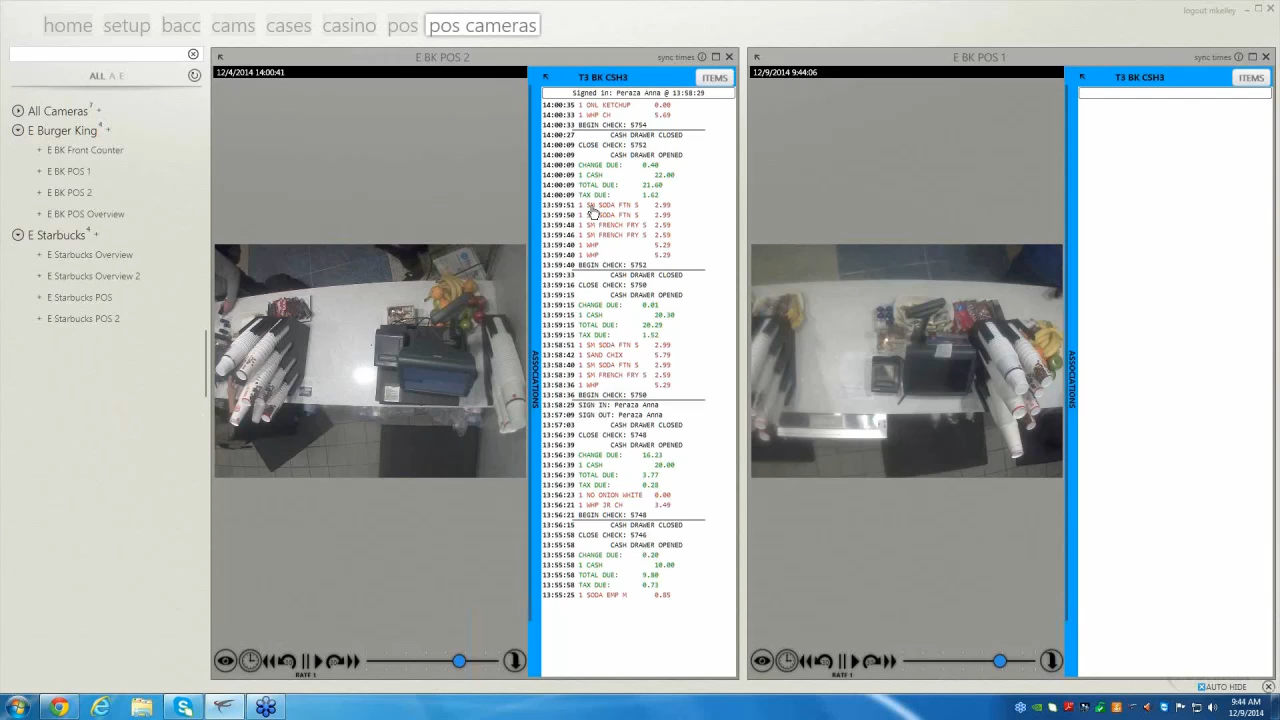 logout mkelley
home setup bacc cams cases casino pos pos cameras
ALL A E
All Cameras 7 +
E Burger King 4 +
+ E BK Front Counter
+ E BK POS 1
+ E BK POS 2
+ E BK POS Overview
E Starbucks +
+ E Starbucks Overview
+ E Starbucks Overview 2
+ E Starbucks POS
+ E Starbucks POS 2
E BK POS 2 sync times
12/4/2014 14:00:41
T3 BK CSH3 ITEMS
Signed in: Peraza Anna @ 13:58:29
14:00:35 1 ONL KETCHUP 0.00
14:00:33 1 WHP CH 5.69
14:00:33 BEGIN CHECK: 5754
14:00:27 CASH DRAWER CLOSED
14:00:09 CLOSE CHECK: 5752
14:00:09 CASH DRAWER OPENED
14:00:09 CHANGE DUE: 0.40
14:00:09 1 CASH 22.00
14:00:09 TOTAL DUE: 21.60
14:00:09 TAX DUE: 1.62
13:59:51 1 SM SODA FTN S 2.99
13:59:50 1 SODA FTN S 2.99
13:59:48 1 SM FRENCH FRY S 2.59
13:59:46 1 SM FRENCH FRY S 2.59
13:59:40 1 WHP 5.29
13:59:40 1 WHP 5.29
13:59:40 BEGIN CHECK: 5752
13:59:33 CASH DRAWER CLOSED
13:59:16 CLOSE CHECK: 5750
13:59:15 CASH DRAWER OPENED
13:59:15 CHANGE DUE: 0.01
13:59:15 1 CASH 20.30
13:59:15 TOTAL DUE: 20.29
13:59:15 TAX DUE: 1.52
13:58:51 1 SM SODA FTN S 2.99
13:58:42 1 SAND CHIX 5.79
13:58:40 1 SM SODA FTN S 2.99
13:58:39 1 SM FRENCH FRY S 2.59
13:58:36 1 WHP 5.29
13:58:36 BEGIN CHECK: 5750
13:58:29 SIGN IN: Peraza Anna
13:57:09 SIGN OUT: Peraza Anna
13:57:03 CASH DRAWER CLOSED
13:56:39 CLOSE CHECK: 5748
13:56:39 CASH DRAWER OPENED
13:56:39 CHANGE DUE: 16.23
13:56:39 1 CASH 20.00
13:56:39 TOTAL DUE: 3.77
13:56:39 TAX DUE: 0.28
13:56:23 1 NO ONION WHITE 0.00
13:56:21 1 WHP JR CH 3.49
13:56:21 BEGIN CHECK: 5748
13:56:15 CASH DRAWER CLOSED
13:55:58 CLOSE CHECK: 5746
13:55:58 CASH DRAWER OPENED
13:55:58 CHANGE DUE: 0.20
13:55:58 1 CASH 10.00
13:55:58 TOTAL DUE: 9.80
13:55:58 TAX DUE: 0.73
13:55:25 1 SODA EMP M 0.85
ASSOCIATIONS
RATE 1
E BK POS 1 sync times
12/9/2014 9:44:06
T3 BK CSH3 ITEMS
ASSOCIATIONS
RATE 1
AUTO HIDE
9:44 AM
12/9/2014